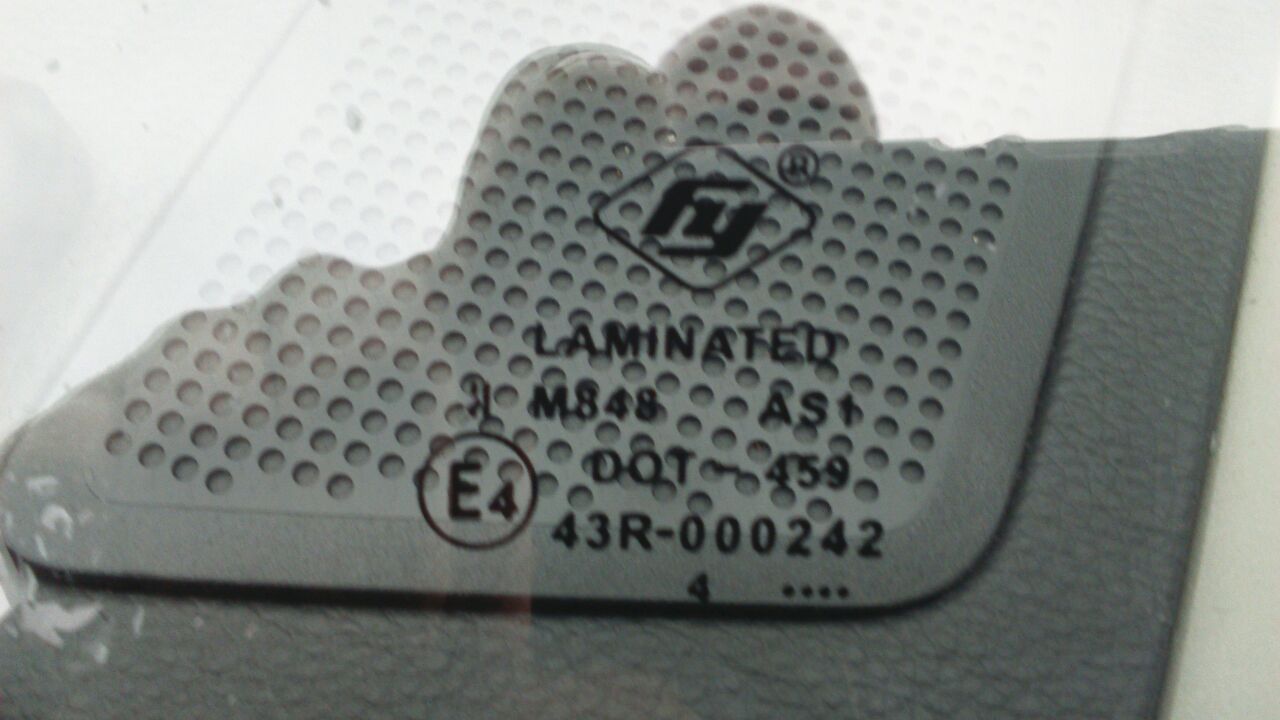 FY ®
LAMINATED
M848 AS1
DOT - 459
E4
43R-000242
4 ....